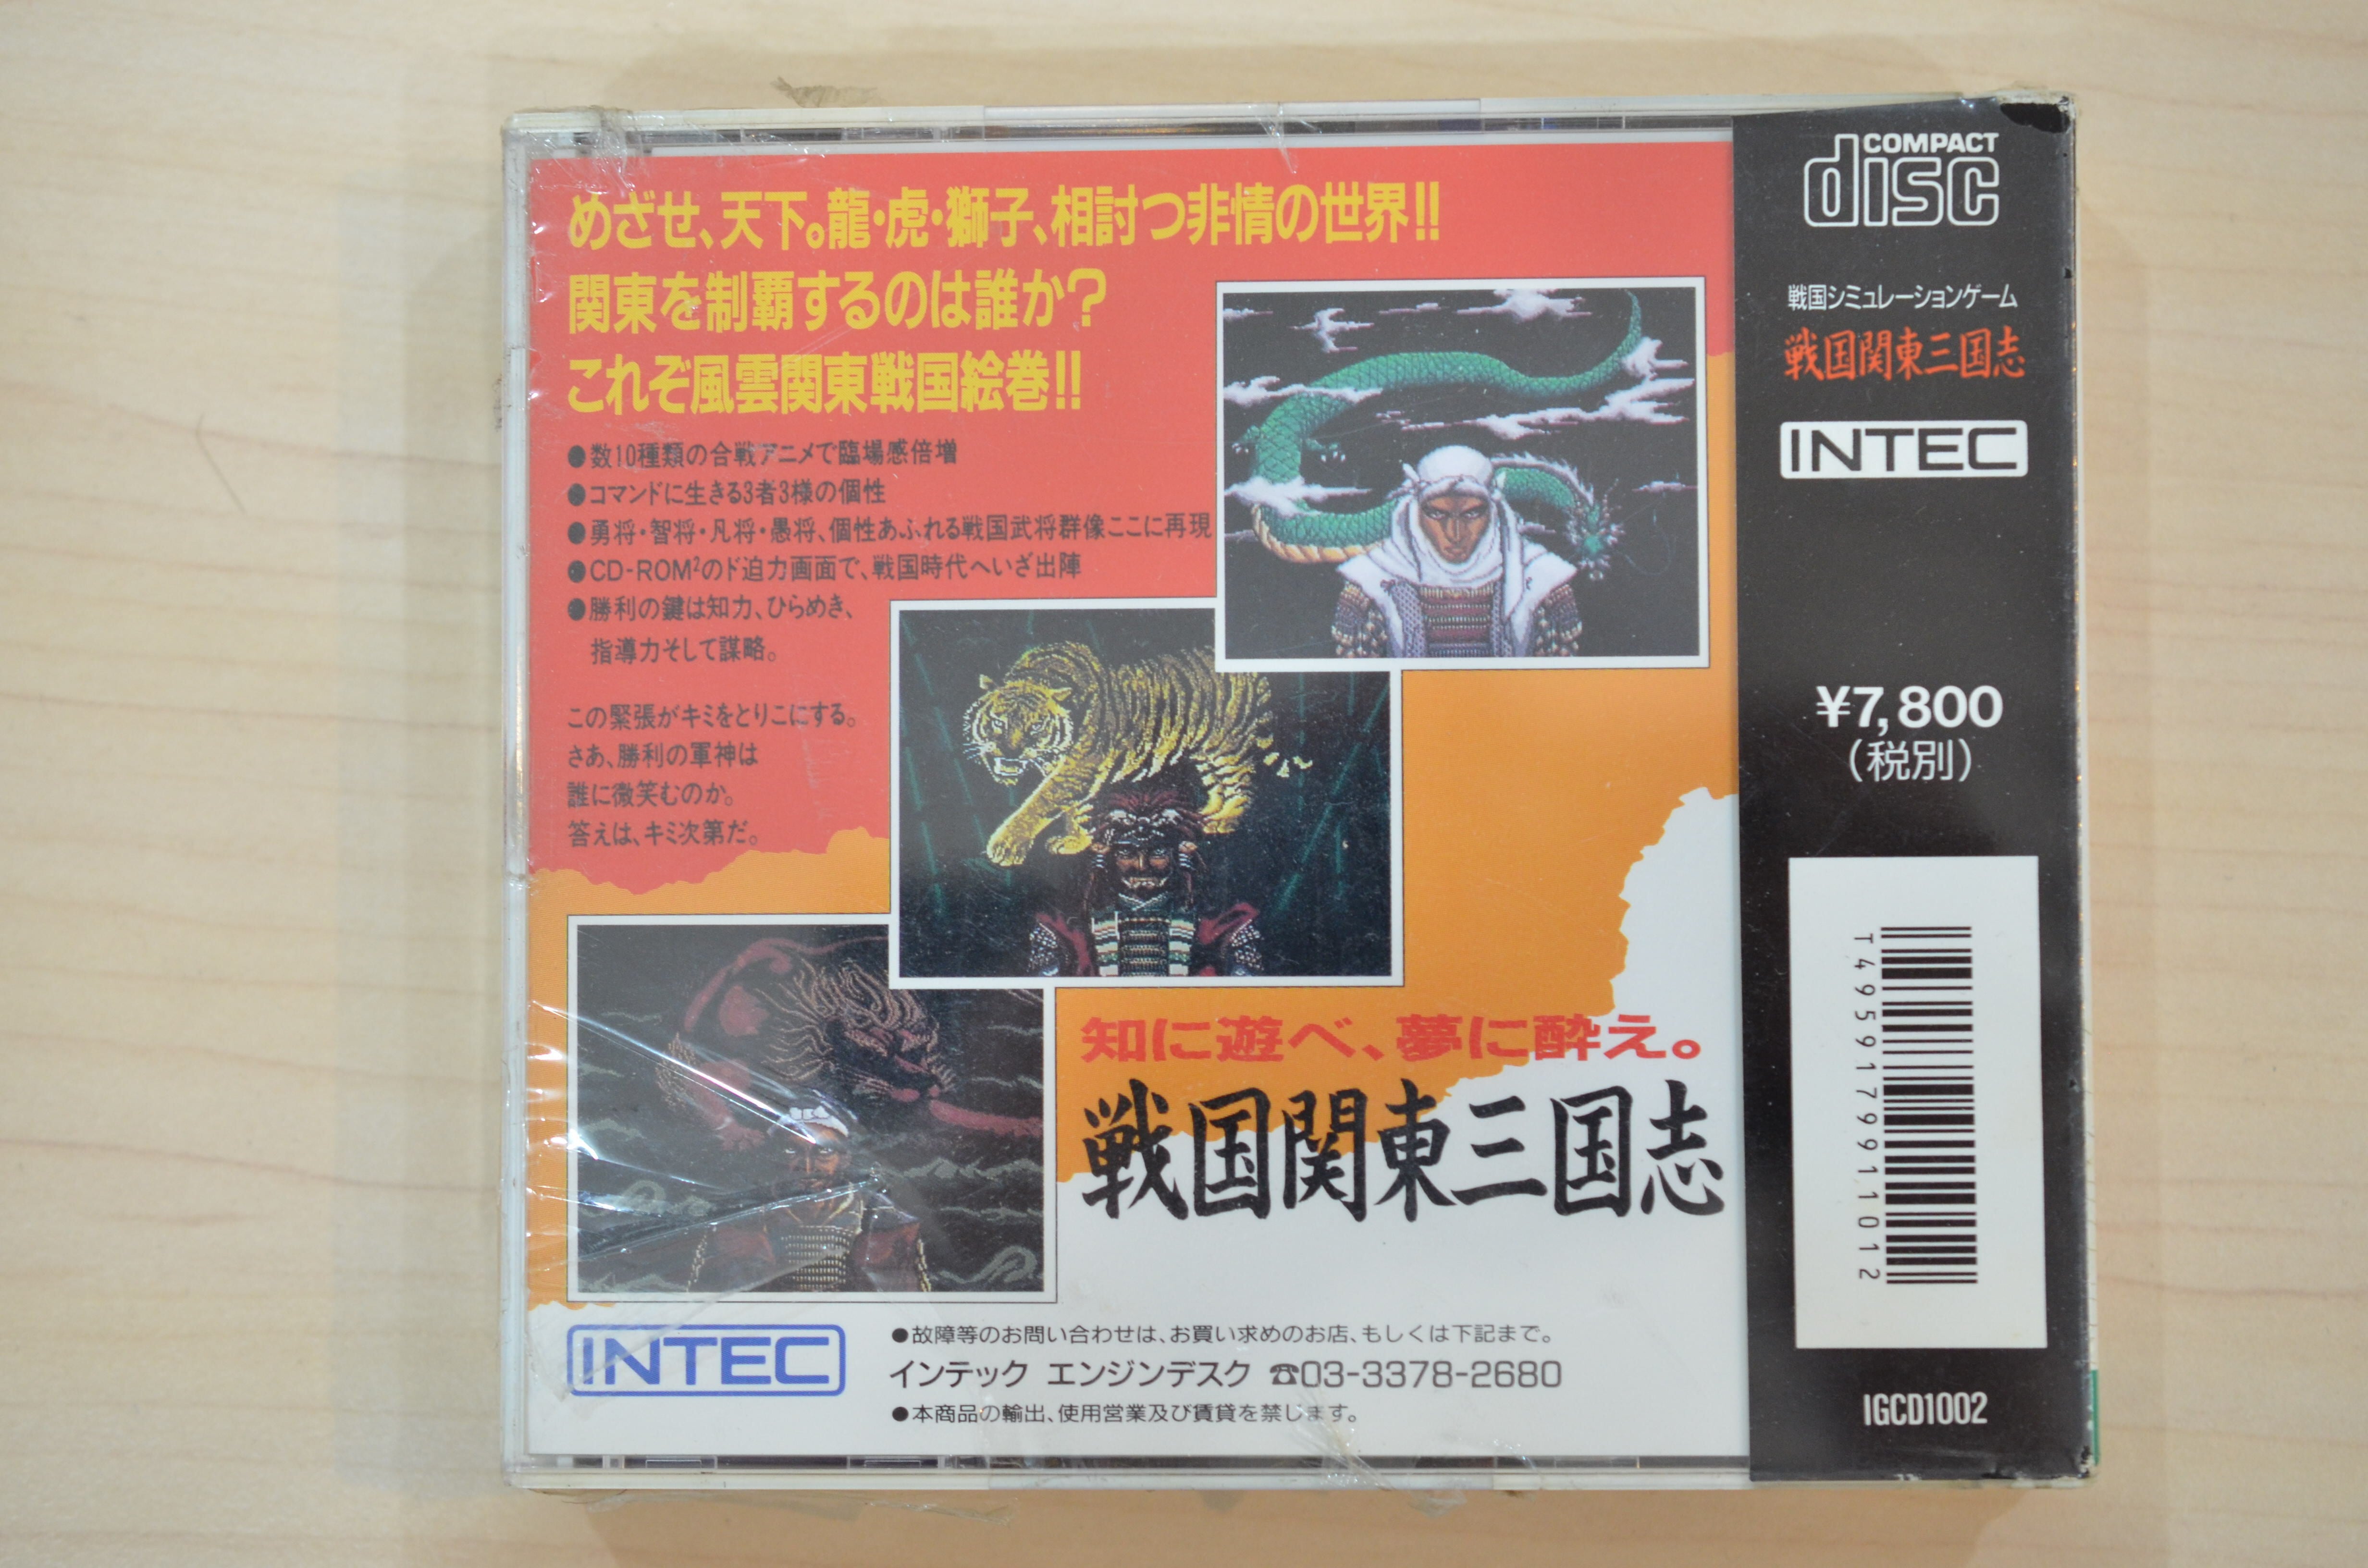 めざせ、天下。龍・虎・獅子、相討つ非情の世界!!
関東を制覇するのは誰か?
これぞ風雲関東戦国絵巻!!
●数10種類の合戦アニメで臨場感倍増
●コマンドに生きる3者3様の個性
●勇将・智将・凡将・愚将、個性あふれる戦国武将群像ここに再現
●CD-ROM²のド迫力画面で、戦国時代へいざ出陣
●勝利の鍵は知力、ひらめき、
指導力そして謀略。
この緊張がキミをとりこにする。
さあ、勝利の軍神は
誰に微笑むのか。
答えは、キミ次第だ。
知に遊べ、夢に酔え。
戦国関東三国志
INTEC
●故障等のお問い合わせは、お買い求めのお店、もしくは下記まで。
インテック エンジンデスク ☎03-3378-2680
●本商品の輸出、使用営業及び賃貸を禁じます。
COMPACT
disc
戦国シミュレーションゲーム
戦国関東三国志
INTEC
¥7,800
(税別)
T4959179911012
IGCD1002